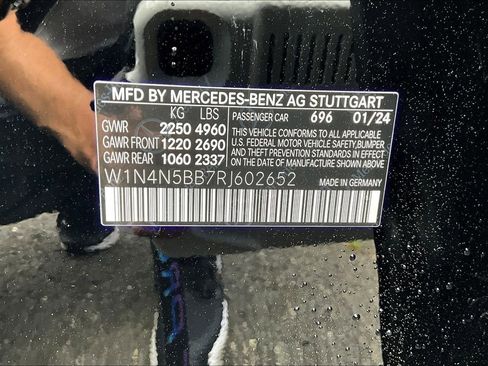 MFD BY MERCEDES-BENZ AG STUTTGART
KG LBS PASSENGER CAR 696 01/24
GVWR 2250 4960 THIS VEHICLE CONFORMS TO ALL APPLICABLE
GAWR FRONT 1220 2690 U.S. FEDERAL MOTOR VEHICLE SAFETY, BUMPER
GAWR REAR 1060 2337 AND THEFT PREVENTION STANDARDS IN EFFECT
ON THE DATE OF MANUFACTURE SHOWN ABOVE.
W1N4N5BB7RJ602652 MADE IN GERMANY